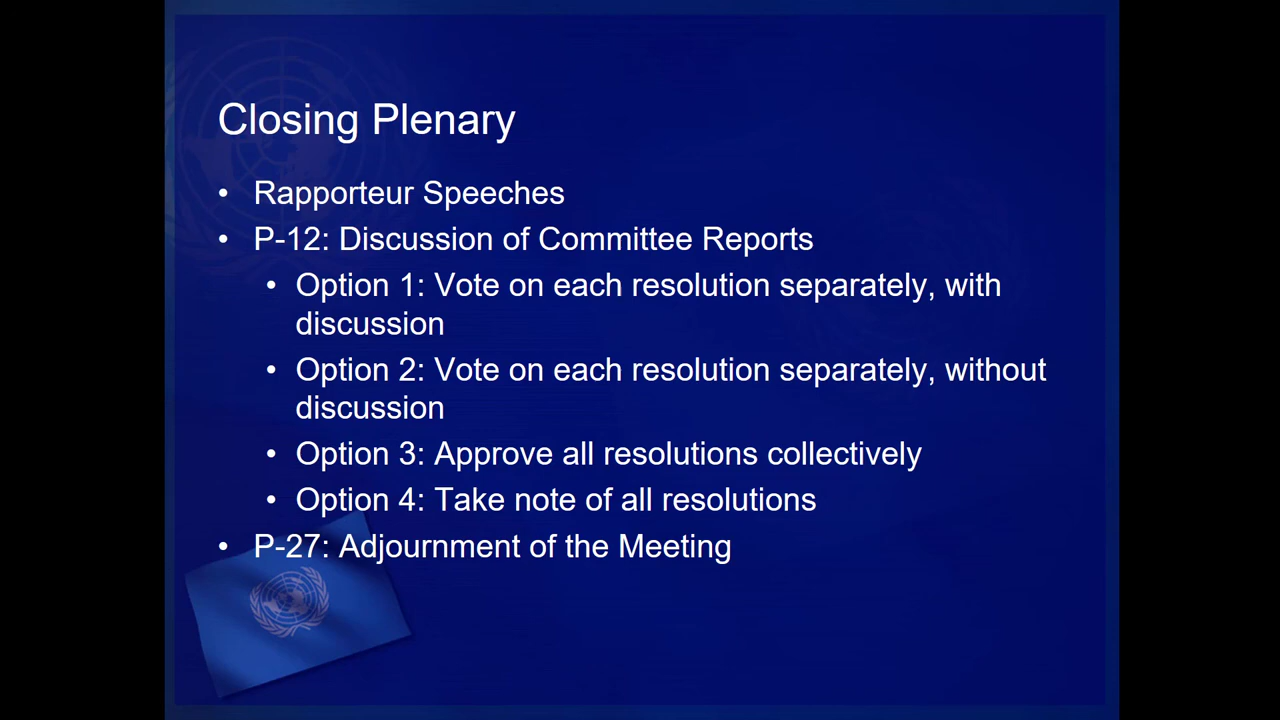 Closing Plenary
• Rapporteur Speeches
• P-12: Discussion of Committee Reports
• Option 1: Vote on each resolution separately, with
discussion
• Option 2: Vote on each resolution separately, without
discussion
• Option 3: Approve all resolutions collectively
• Option 4: Take note of all resolutions
• P-27: Adjournment of the Meeting